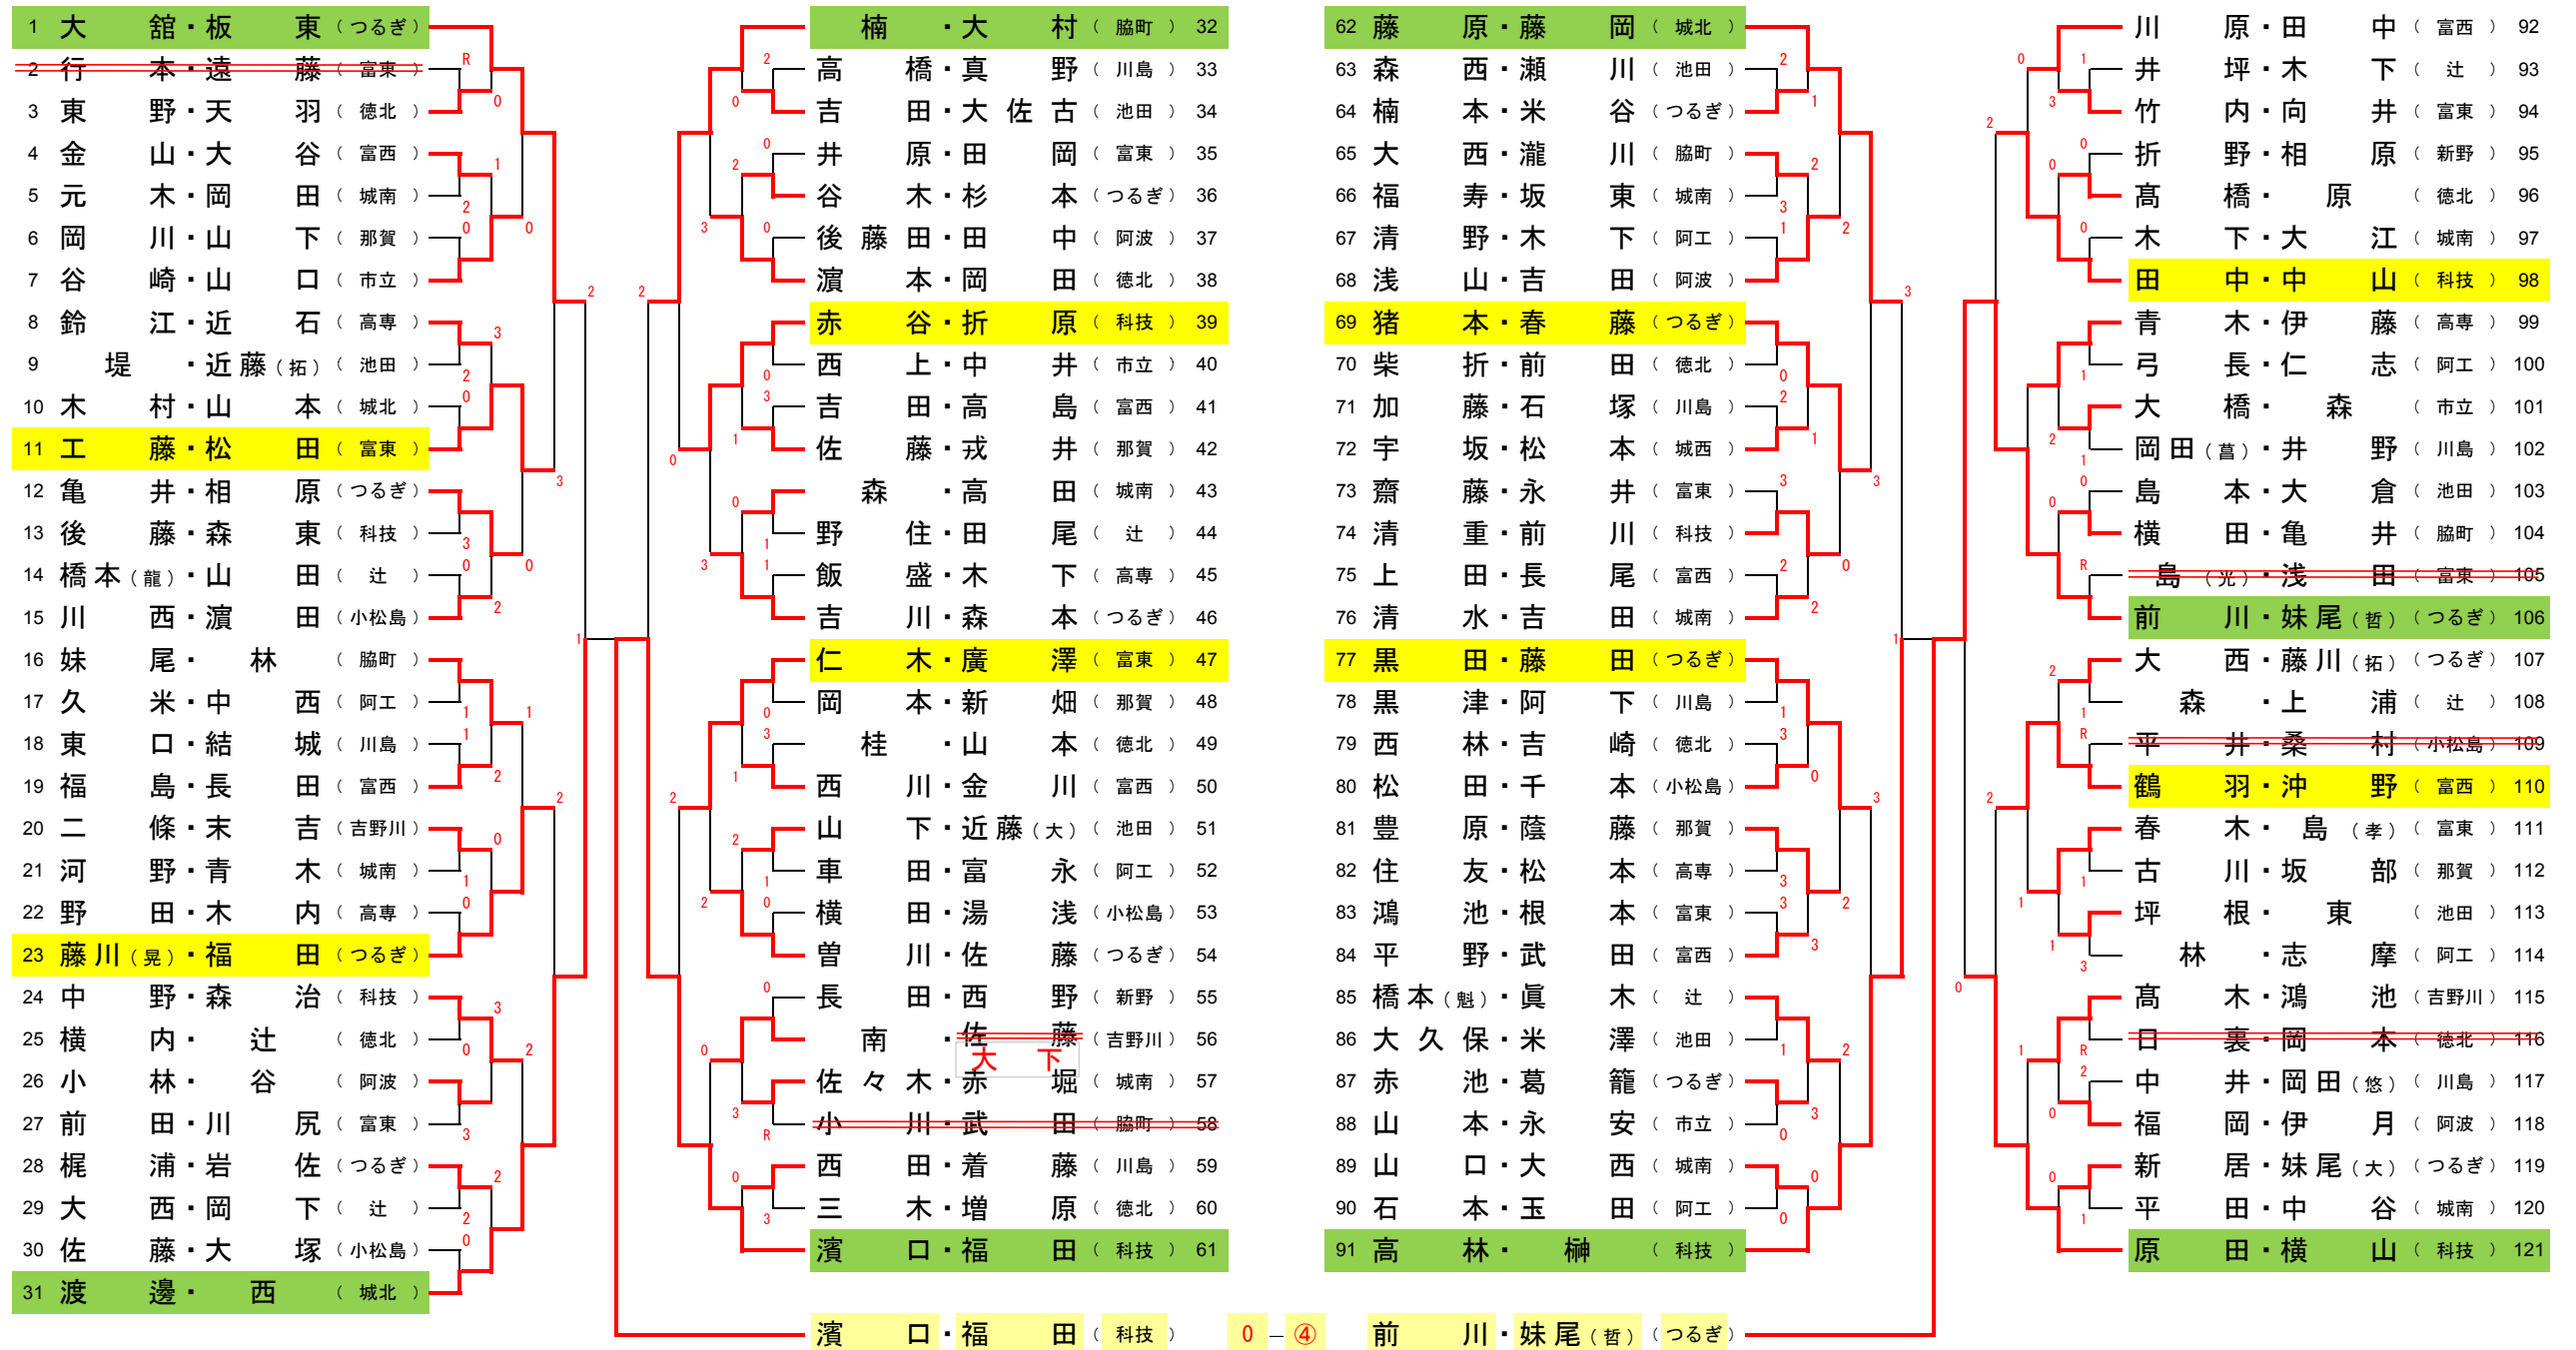 1 大舘・板東（つるぎ）
2 行本・遠藤（富東）
3 東野・天羽（徳北）
4 金山・大谷（富西）
5 元木・岡田（城南）
6 岡川・山下（那賀）
7 谷崎・山口（市立）
8 鈴江・近石（高専）
9 堤・近藤（拓）（池田）
10 木村・山本（城北）
11 工藤・松田（富東）
12 亀井・相原（つるぎ）
13 後藤・森東（科技）
14 橋本（龍）・山田（辻）
15 川西・濵田（小松島）
16 妹尾・林（脇町）
17 久米・中西（阿工）
18 東口・結城（川島）
19 福島・長田（富西）
20 二條・末吉（吉野川）
21 河野・青木（城南）
22 野田・木内（高専）
23 藤川（晃）・福田（つるぎ）
24 中野・森治（科技）
25 横内・辻（徳北）
26 小林・谷（阿波）
27 前田・川尻（富東）
28 梶浦・岩佐（つるぎ）
29 大西・岡下（辻）
30 佐藤・大塚（小松島）
31 渡邊・西（城北）
楠・大村（脇町）32
高橋・真野（川島）33
吉田・大佐古（池田）34
井原・田岡（富東）35
谷木・杉本（つるぎ）36
後藤田・田中（阿波）37
濵本・岡田（徳北）38
赤谷・折原（科技）39
西上・中井（市立）40
吉田・高島（富西）41
佐藤・戎井（那賀）42
森・高田（城南）43
野住・田尾（辻）44
飯盛・木下（高専）45
吉川・森本（つるぎ）46
仁木・廣澤（富東）47
岡本・新畑（那賀）48
桂・山本（徳北）49
西川・金川（富西）50
山下・近藤（大）（池田）51
車田・富永（阿工）52
横田・湯浅（小松島）53
曽川・佐藤（つるぎ）54
長田・西野（新野）55
南・佐藤（吉野川）56
大下
佐々木・赤堀（城南）57
小川・武田（脇町）58
西田・着藤（川島）59
三木・増原（徳北）60
濱口・福田（科技）61
62 藤原・藤岡（城北）
63 森西・瀬川（池田）
64 楠本・米谷（つるぎ）
65 大西・瀧川（脇町）
66 福寿・坂東（城南）
67 清野・木下（阿工）
68 浅山・吉田（阿波）
69 猪本・春藤（つるぎ）
70 柴折・前田（徳北）
71 加藤・石塚（川島）
72 宇坂・松本（城西）
73 齋藤・永井（富東）
74 清重・前川（科技）
75 上田・長尾（富西）
76 清水・吉田（城南）
77 黒田・藤田（つるぎ）
78 黒津・阿下（川島）
79 西林・吉崎（徳北）
80 松田・千本（小松島）
81 豊原・蔭藤（那賀）
82 住友・松本（高専）
83 鴻池・根本（富東）
84 平野・武田（富西）
85 橋本（魁）・眞木（辻）
86 大久保・米澤（池田）
87 赤池・葛籠（つるぎ）
88 山本・永安（市立）
89 山口・大西（城南）
90 石本・玉田（阿工）
91 高林・榊（科技）
川原・田中（富西）92
井坪・木下（辻）93
竹内・向井（富東）94
折野・相原（新野）95
髙橋・原（徳北）96
木下・大江（城南）97
田中・中山（科技）98
青木・伊藤（高専）99
弓長・仁志（阿工）100
大橋・森（市立）101
岡田（菖）・井野（川島）102
島本・大倉（池田）103
横田・亀井（脇町）104
島（光）・浅田（富東）105
前川・妹尾（哲）（つるぎ）106
大西・藤川（拓）（つるぎ）107
森・上浦（辻）108
平井・桑村（小松島）109
鶴羽・沖野（富西）110
春木・島（孝）（富東）111
古川・坂部（那賀）112
坪根・東（池田）113
林・志摩（阿工）114
髙木・鴻池（吉野川）115
日裏・岡本（徳北）116
中井・岡田（悠）（川島）117
福岡・伊月（阿波）118
新居・妹尾（大）（つるぎ）119
平田・中谷（城南）120
原田・横山（科技）121
濱口・福田（科技） 0－④ 前川・妹尾（哲）（つるぎ）